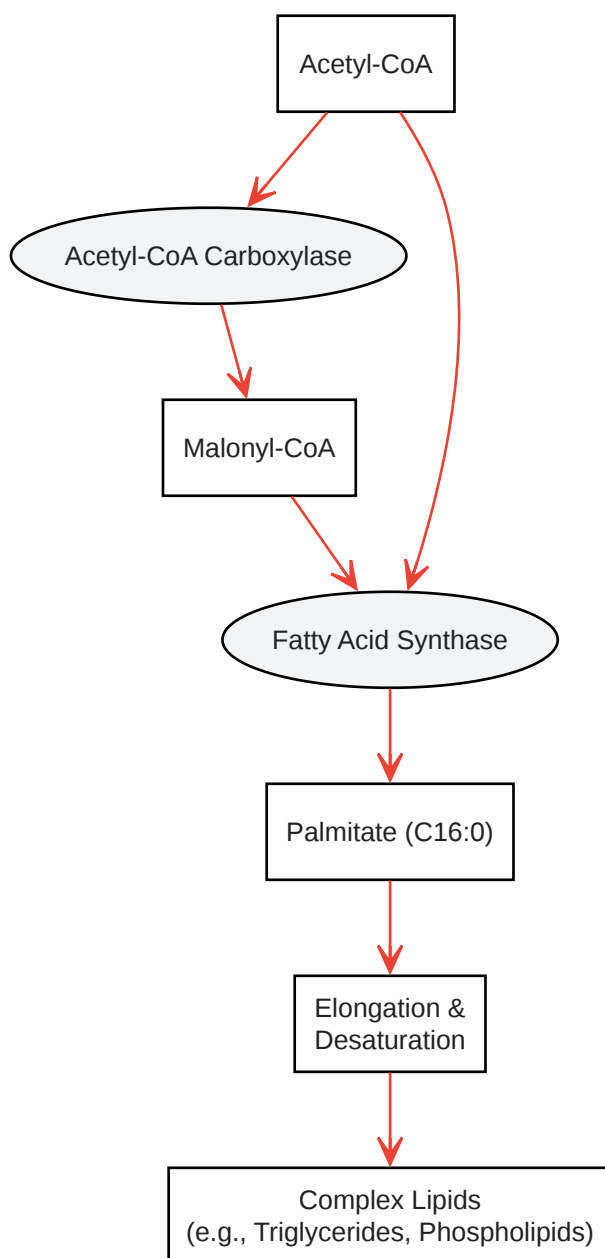 Acetyl-CoA
Acetyl-CoA Carboxylase
Malonyl-CoA
Fatty Acid Synthase
Palmitate (C16:0)
Elongation &
Desaturation
Complex Lipids
(e.g., Triglycerides, Phospholipids)